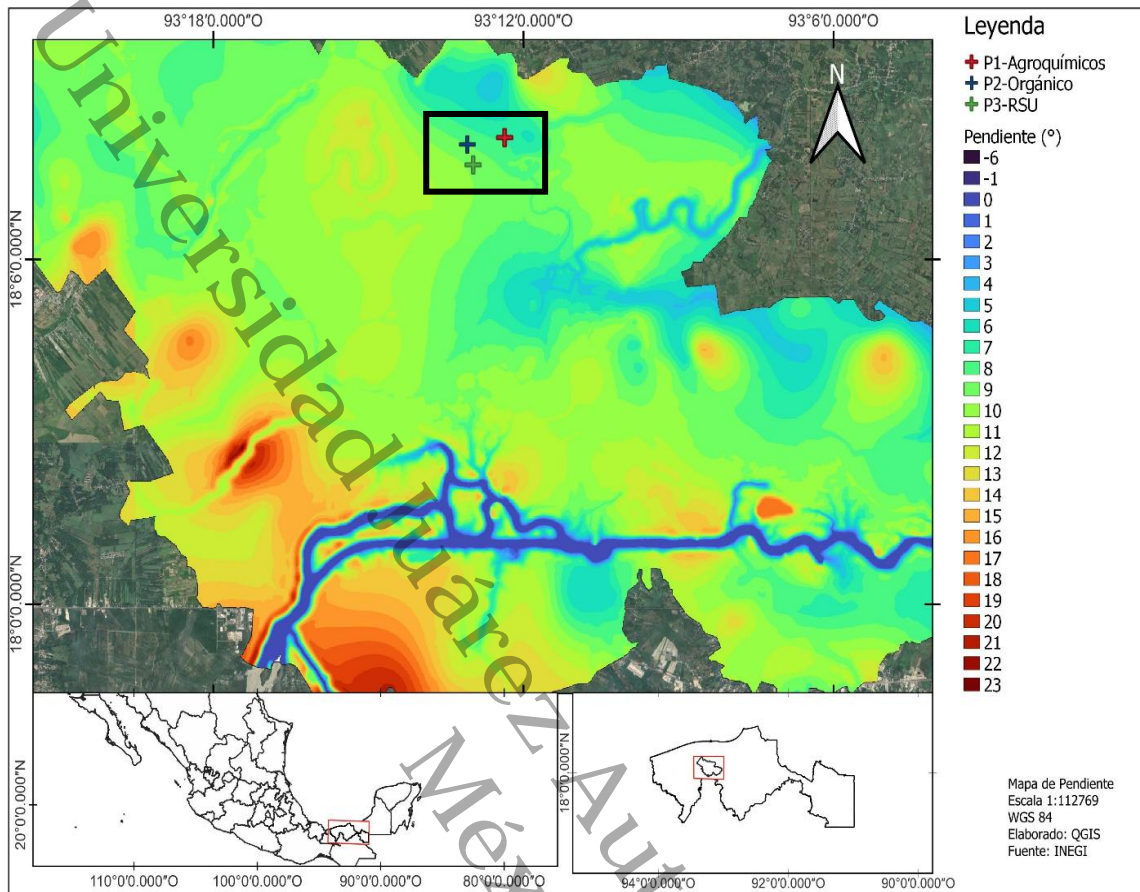 93°18'0.000"O 93°12'0.000"O 93°6'0.000"O
18°6'0.000"N
18°0'0.000"N
N
Leyenda
P1-Agroquímicos
P2-Orgánico
P3-RSU
Pendiente (°)
-6
-1
0
1
2
3
4
5
6
7
8
9
10
11
12
13
14
15
16
17
18
19
20
21
22
23
Universidad Juárez Aut
Méx
20°0'0.000"N
110°0'0.000"O 100°0'0.000"O 90°0'0.000"O 80°0'0.000"O
18°0'0.000"N
94°0'0.000"O 92°0'0.000"O 90°0'0.000"O
Mapa de Pendiente
Escala 1:112769
WGS 84
Elaborado: QGIS
Fuente: INEGI